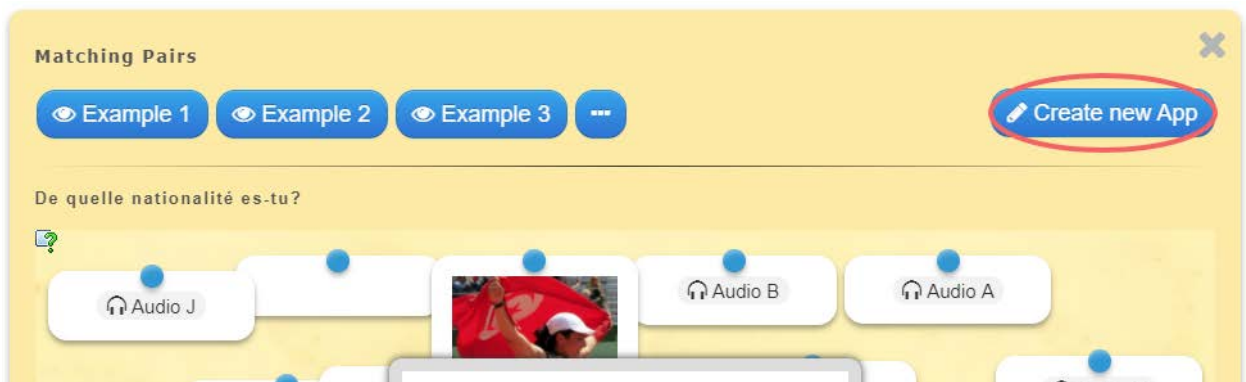 Matching Pairs
Example 1 Example 2 Example 3 Create new App
De quelle nationalité es-tu?
Audio J Audio B Audio A